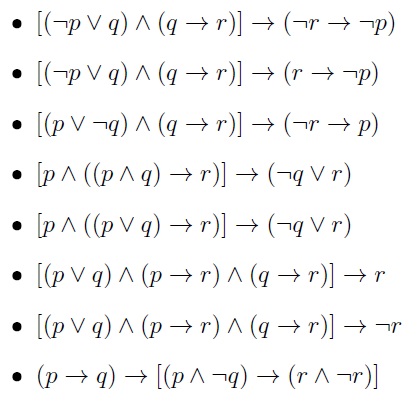 • [(¬p ∨ q) ∧ (q → r)] → (¬r → ¬p)
• [(¬p ∨ q) ∧ (q → r)] → (r → ¬p)
• [(p ∨ ¬q) ∧ (q → r)] → (¬r → p)
• [p ∧ ((p ∧ q) → r)] → (¬q ∨ r)
• [p ∧ ((p ∨ q) → r)] → (¬q ∨ r)
• [(p ∨ q) ∧ (p → r) ∧ (q → r)] → r
• [(p ∨ q) ∧ (p → r) ∧ (q → r)] → ¬r
• (p → q) → [(p ∧ ¬q) → (r ∧ ¬r)]